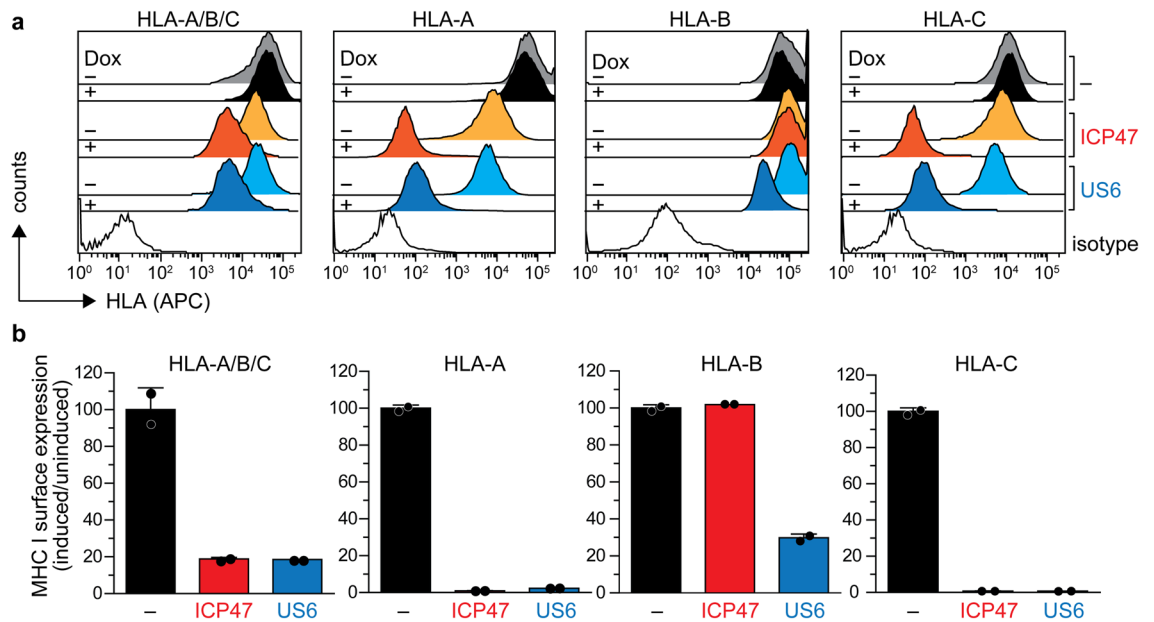 a
HLA-A/B/C HLA-A HLA-B HLA-C
Dox Dox Dox Dox
– – – –
+ + + + –
– – – – ICP47
+ + + +
– – – – US6
+ + + +
isotype
10⁰ 10¹ 10² 10³ 10⁴ 10⁵ 10⁰ 10¹ 10² 10³ 10⁴ 10⁵ 10⁰ 10¹ 10² 10³ 10⁴ 10⁵ 10⁰ 10¹ 10² 10³ 10⁴ 10⁵
counts
HLA (APC)
b
HLA-A/B/C HLA-A HLA-B HLA-C
MHC I surface expression
(induced/uninduced)
120 120 120 120
100 100 100 100
80 80 80 80
60 60 60 60
40 40 40 40
20 20 20 20
0 0 0 0
– ICP47 US6 – ICP47 US6 – ICP47 US6 – ICP47 US6